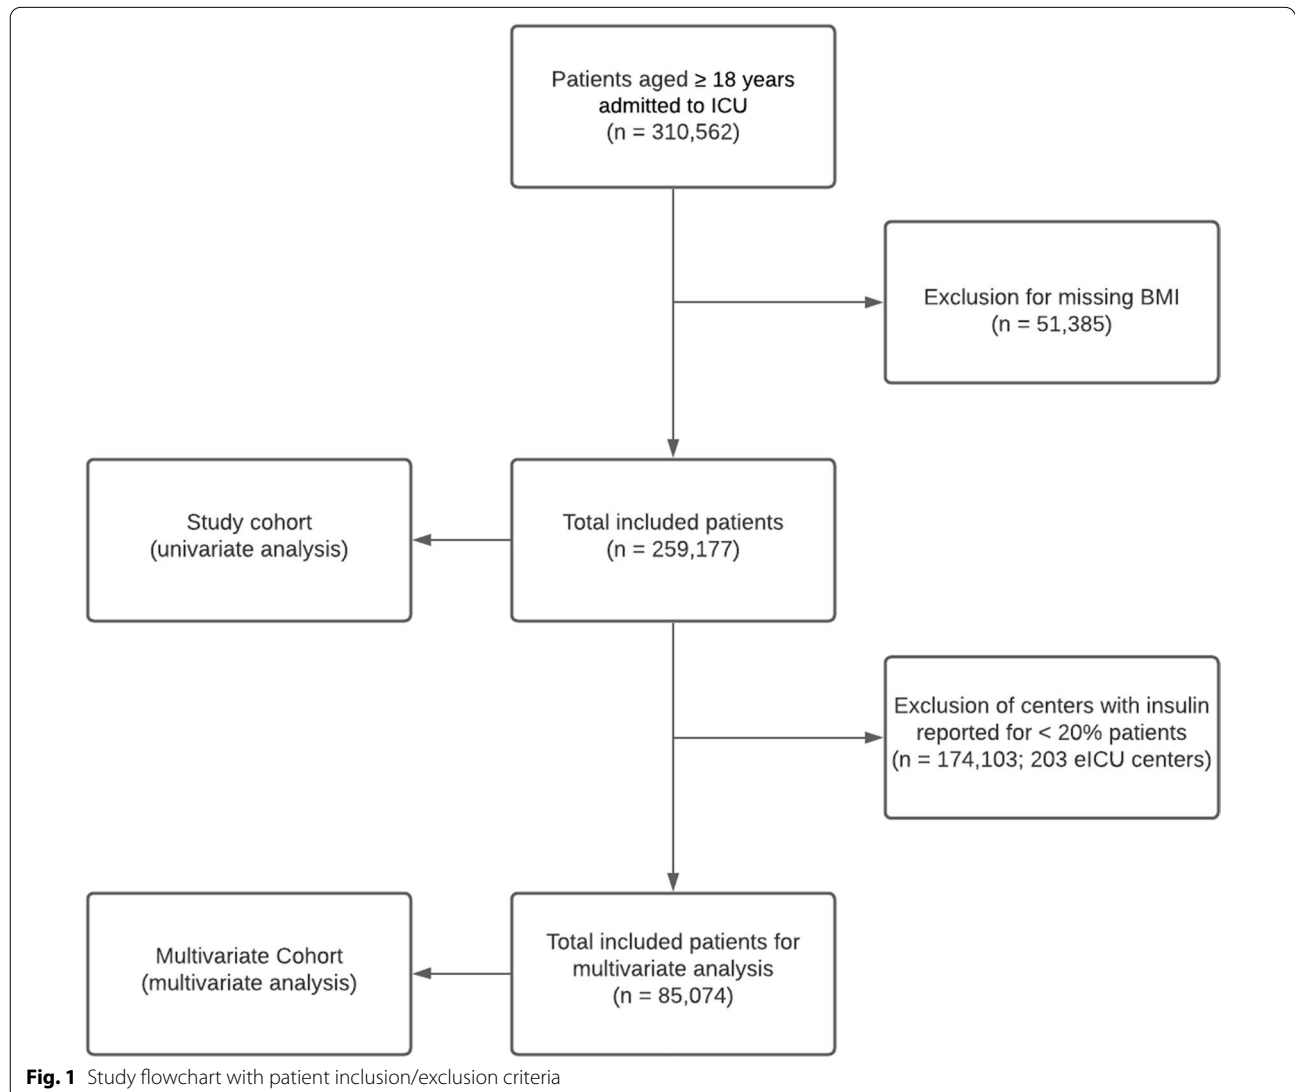 Patients aged ≥ 18 years
admitted to ICU
(n = 310,562)
Exclusion for missing BMI
(n = 51,385)
Study cohort
(univariate analysis)
Total included patients
(n = 259,177)
Exclusion of centers with insulin
reported for < 20% patients
(n = 174,103; 203 eICU centers)
Multivariate Cohort
(multivariate analysis)
Total included patients for
multivariate analysis
(n = 85,074)
Fig. 1 Study flowchart with patient inclusion/exclusion criteria